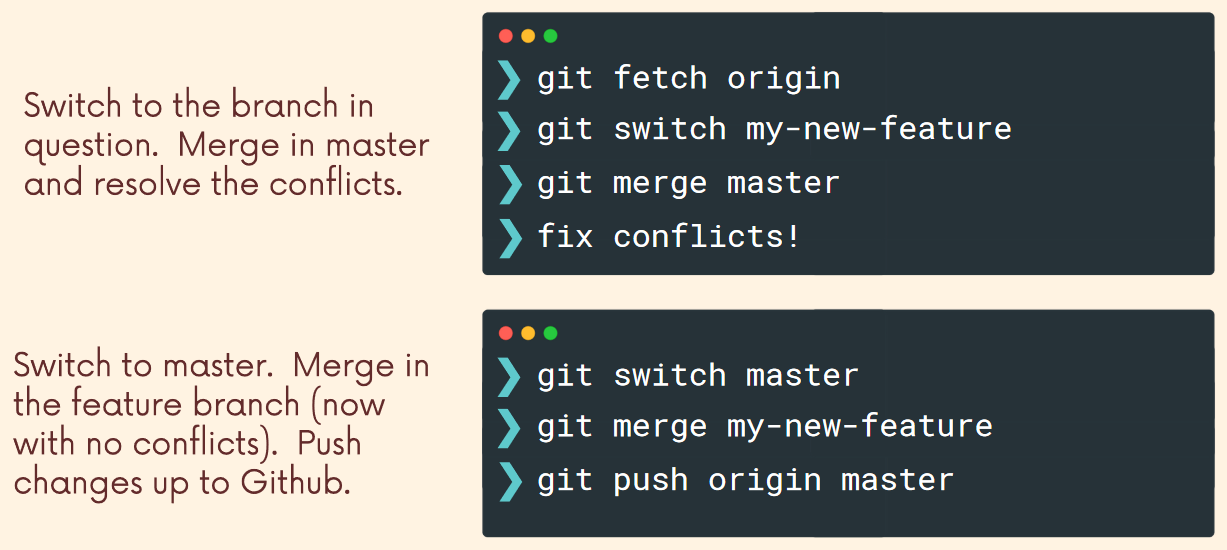 Switch to the branch in
question.  Merge in master
and resolve the conflicts.
❯ git fetch origin
❯ git switch my-new-feature
❯ git merge master
❯ fix conflicts!
Switch to master.  Merge in
the feature branch (now
with no conflicts).  Push
changes up to Github.
❯ git switch master
❯ git merge my-new-feature
❯ git push origin master